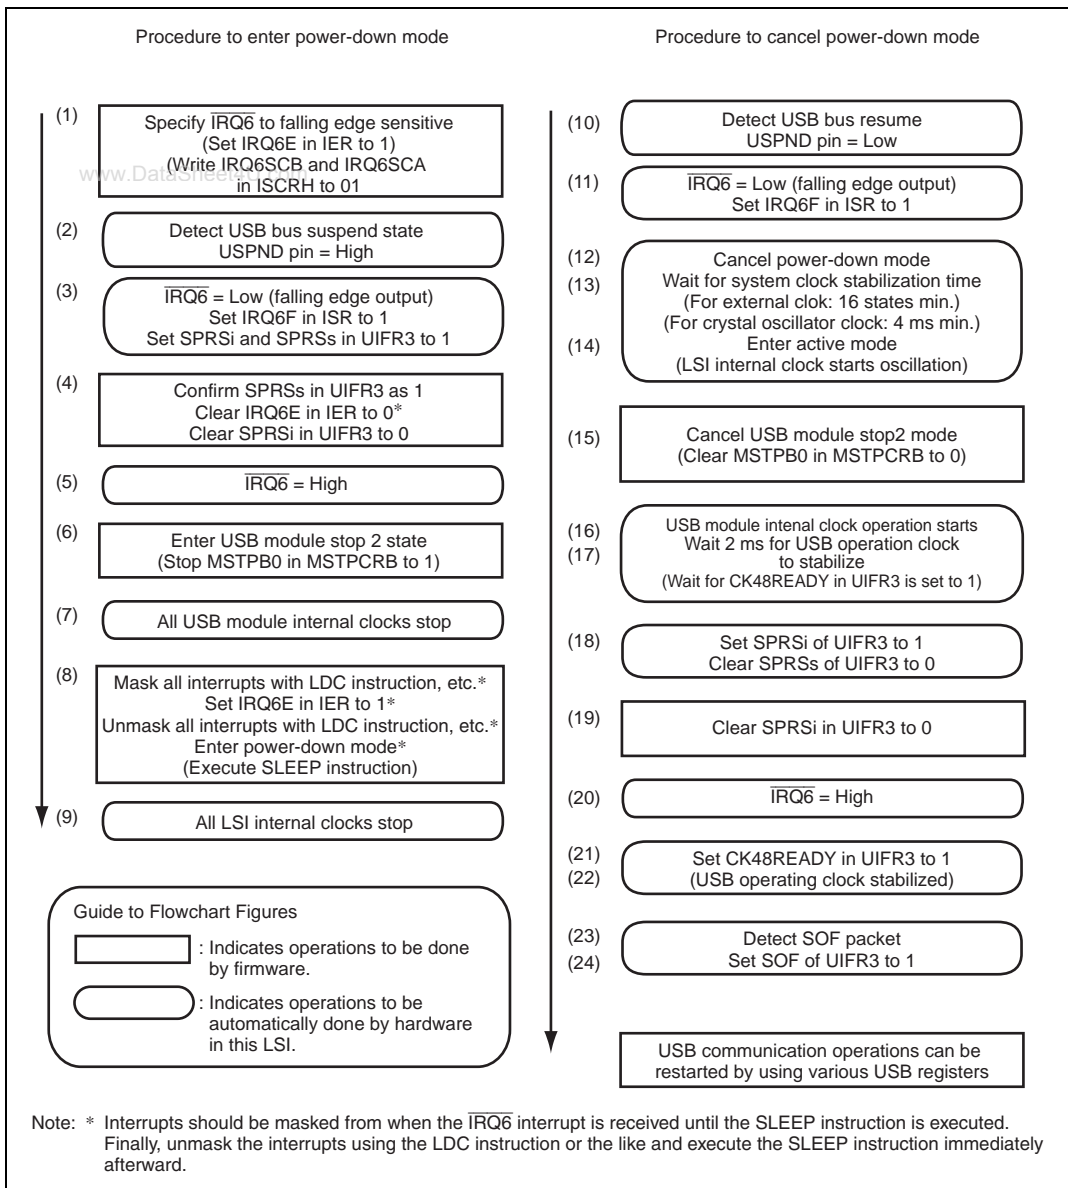 Procedure to enter power-down mode
(1)
Specify IRQ6 to falling edge sensitive
(Set IRQ6E in IER to 1)
(Write IRQ6SCB and IRQ6SCA
in ISCRH to 01
www.DataSheet4U.com
(2)
Detect USB bus suspend state
USPND pin = High
(3)
IRQ6 = Low (falling edge output)
Set IRQ6F in ISR to 1
Set SPRSi and SPRSs in UIFR3 to 1
(4)
Confirm SPRSs in UIFR3 as 1
Clear IRQ6E in IER to 0*
Clear SPRSi in UIFR3 to 0
(5)
IRQ6 = High
(6)
Enter USB module stop 2 state
(Stop MSTPB0 in MSTPCRB to 1)
(7)
All USB module internal clocks stop
(8)
Mask all interrupts with LDC instruction, etc.*
Set IRQ6E in IER to 1*
Unmask all interrupts with LDC instruction, etc.*
Enter power-down mode*
(Execute SLEEP instruction)
(9)
All LSI internal clocks stop
Guide to Flowchart Figures
: Indicates operations to be done
by firmware.
: Indicates operations to be
automatically done by hardware
in this LSI.
Procedure to cancel power-down mode
(10)
Detect USB bus resume
USPND pin = Low
(11)
IRQ6 = Low (falling edge output)
Set IRQ6F in ISR to 1
(12)
Cancel power-down mode
(13)
Wait for system clock stabilization time
(For external clok: 16 states min.)
(For crystal oscillator clock: 4 ms min.)
(14)
Enter active mode
(LSI internal clock starts oscillation)
(15)
Cancel USB module stop2 mode
(Clear MSTPB0 in MSTPCRB to 0)
(16)
USB module intenal clock operation starts
(17)
Wait 2 ms for USB operation clock
to stabilize
(Wait for CK48READY in UIFR3 is set to 1)
(18)
Set SPRSi of UIFR3 to 1
Clear SPRSs of UIFR3 to 0
(19)
Clear SPRSi in UIFR3 to 0
(20)
IRQ6 = High
(21)
Set CK48READY in UIFR3 to 1
(22)
(USB operating clock stabilized)
(23)
Detect SOF packet
(24)
Set SOF of UIFR3 to 1
USB communication operations can be
restarted by using various USB registers
Note: * Interrupts should be masked from when the IRQ6 interrupt is received until the SLEEP instruction is executed.
Finally, unmask the interrupts using the LDC instruction or the like and execute the SLEEP instruction immediately
afterward.